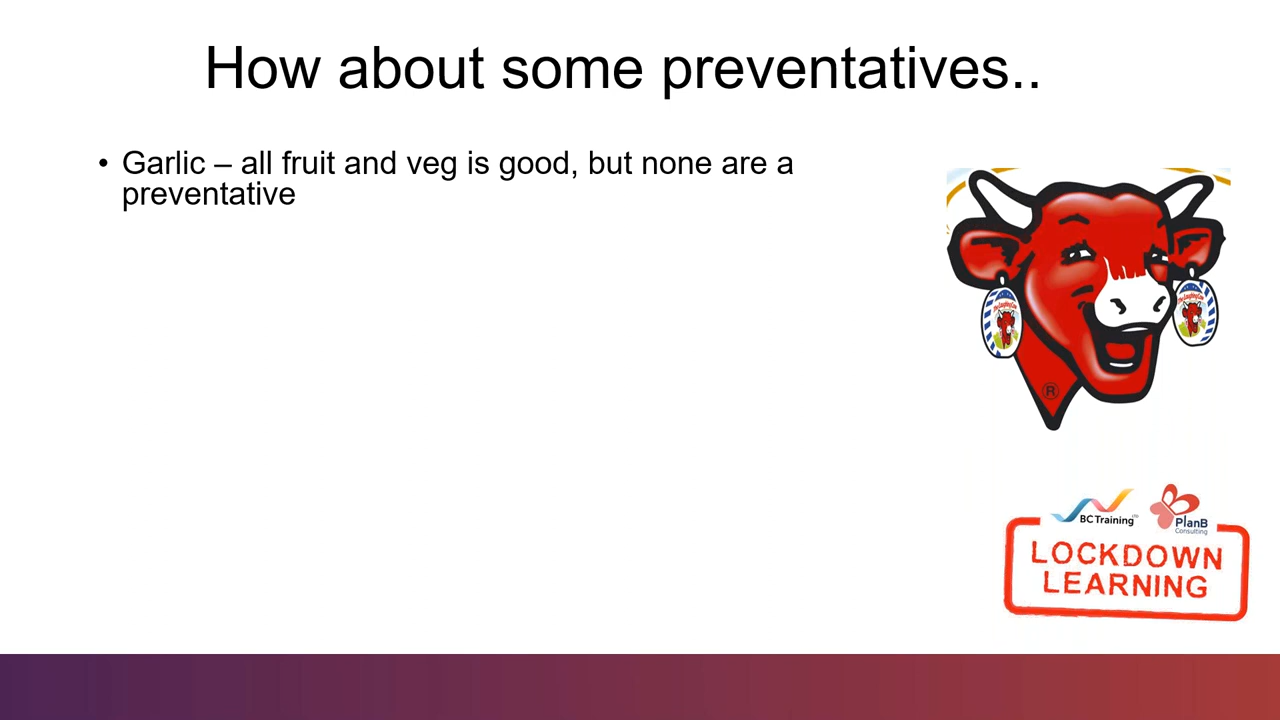 How about some preventatives..
• Garlic – all fruit and veg is good, but none are a
preventative
®
BC Training LTD
PlanB
Consulting
LOCKDOWN
LEARNING